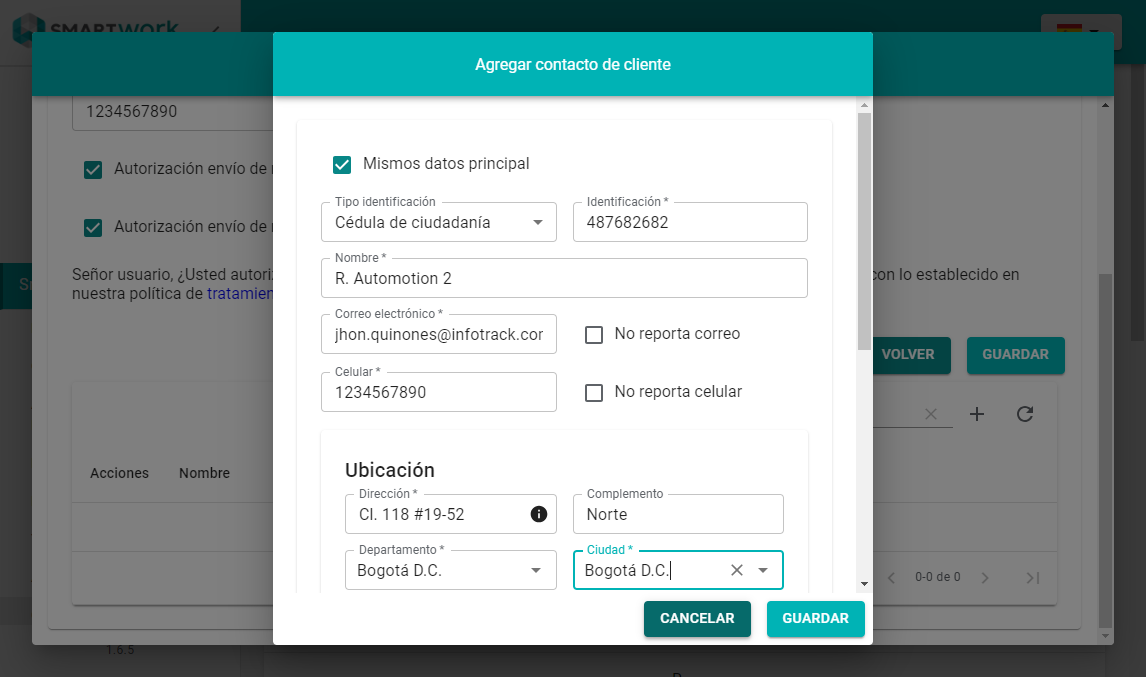 SMARTwork
Agregar contacto de cliente
1234567890
Autorización envío de
Autorización envío de
Señor usuario, ¿Usted autoriz
con lo establecido en
nuestra política de tratamien
VOLVER
GUARDAR
Acciones
Nombre
0-0 de 0
1.6.5
Mismos datos principal
Tipo identificación
Identificación *
Cédula de ciudadanía
487682682
Nombre *
R. Automotion 2
Correo electrónico *
jhon.quinones@infotrack.cor
No reporta correo
Celular *
1234567890
No reporta celular
Ubicación
Dirección *
Complemento
Cl. 118 #19-52
Norte
Departamento *
Ciudad *
Bogotá D.C.
Bogotá D.C.
CANCELAR
GUARDAR